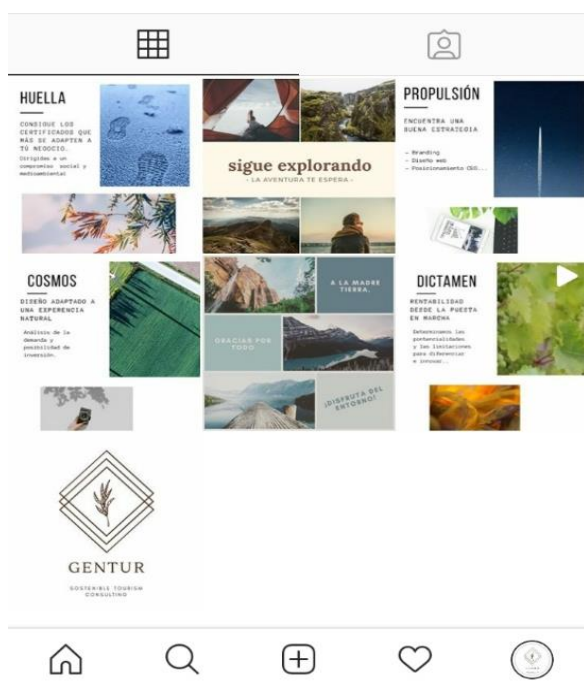 HUELLA
CONSIGUE LOS
CERTIFICADOS QUE
MÁS SE ADAPTEN A
TÚ NEGOCIO.
Dirigidos a un
compromiso social y
medioambiental
sigue explorando
- LA AVENTURA TE ESPERA -
PROPULSIÓN
ENCUENTRA UNA
BUENA ESTRATEGIA
- Branding
- Diseño web
- Posicionamiento CEO...
COSMOS
DISEÑO ADAPTADO A
UNA EXPERENCIA
NATURAL
Análisis de la
demanda y
posibilidad de
inversión.
A LA MADRE
TIERRA,
GRACIAS POR
TODO
¡DISFRUTA DEL
ENTORNO!
DICTAMEN
RENTABILIDAD
DESDE LA PUESTA
EN MARCHA
Determinamos las
potencialidades
y las limitaciones
para diferenciar
e innovar..
GENTUR
SOSTENIBLE TOURISM
CONSULTING